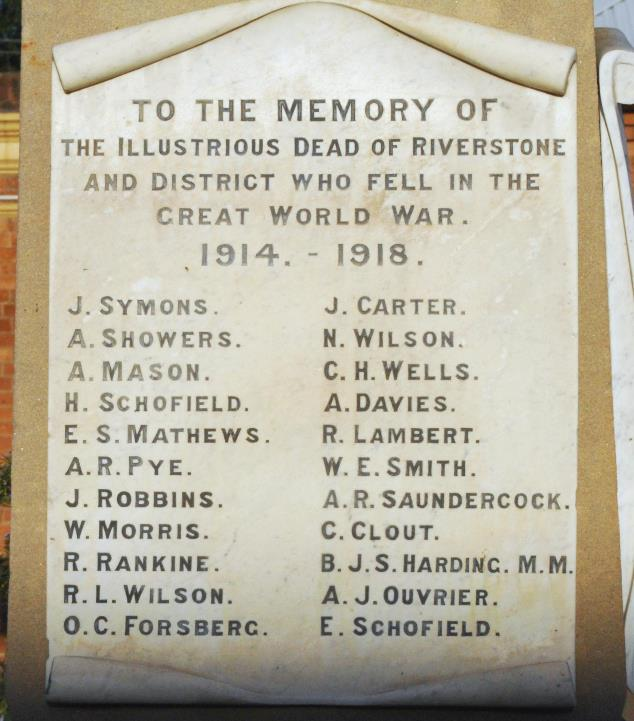 TO THE MEMORY OF
THE ILLUSTRIOUS DEAD OF RIVERSTONE
AND DISTRICT WHO FELL IN THE
GREAT WORLD WAR.
1914. - 1918.
J. SYMONS.
A. SHOWERS.
A. MASON.
H. SCHOFIELD.
E. S. MATHEWS.
A. R. PYE.
J. ROBBINS.
W. MORRIS.
R. RANKINE.
R. L. WILSON.
O. C. FORSBERG.
J. CARTER.
N. WILSON.
C. H. WELLS.
A. DAVIES.
R. LAMBERT.
W. E. SMITH.
A. R. SAUNDERCOCK.
C. CLOUT.
B. J. S. HARDING. M. M.
A. J. OUVRIER.
E. SCHOFIELD.